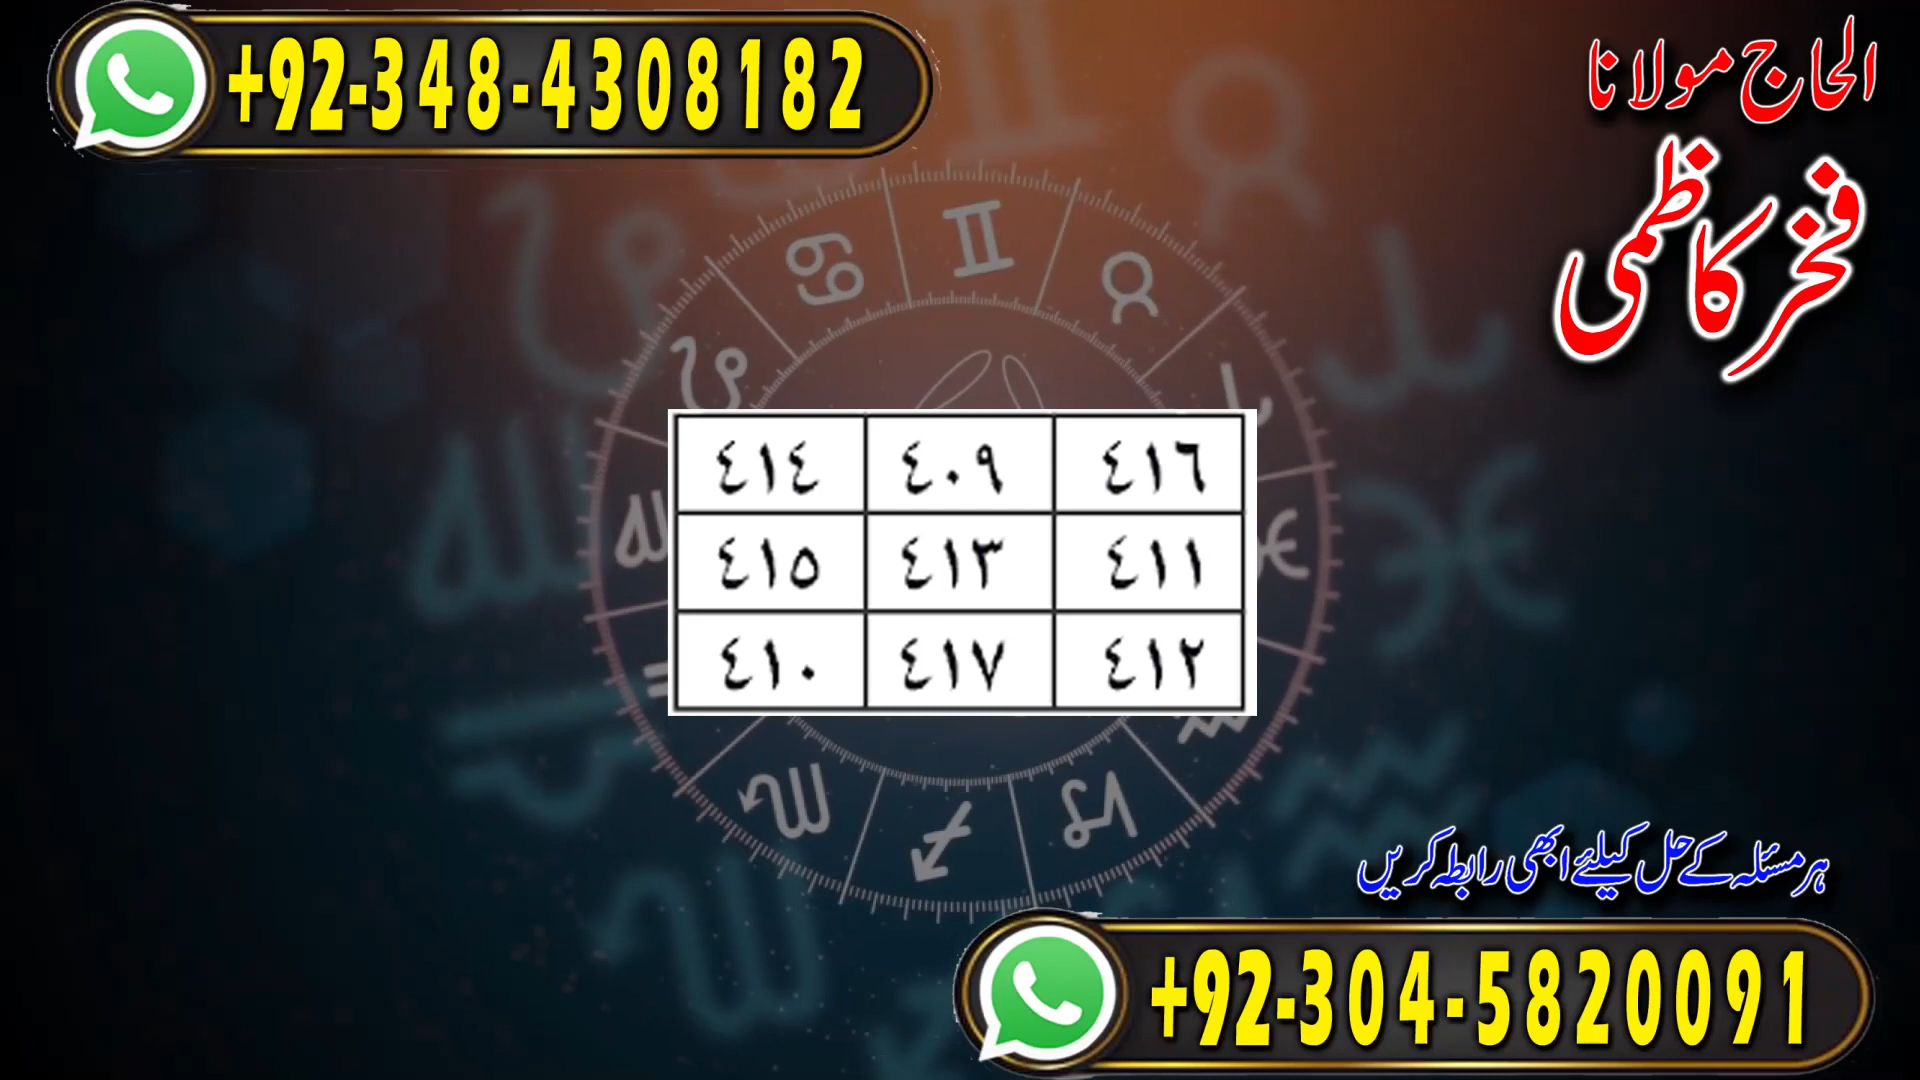 +92-348-4308182
الحاج مولانا
فخر کاظمی
٤١٤ ٤٠٩ ٤١٦
٤١٥ ٤١٣ ٤١١
٤١٠ ٤١٧ ٤١٢
ہر مسئلہ کے حل کیلئے ابھی رابطہ کریں
+92-304-5820091